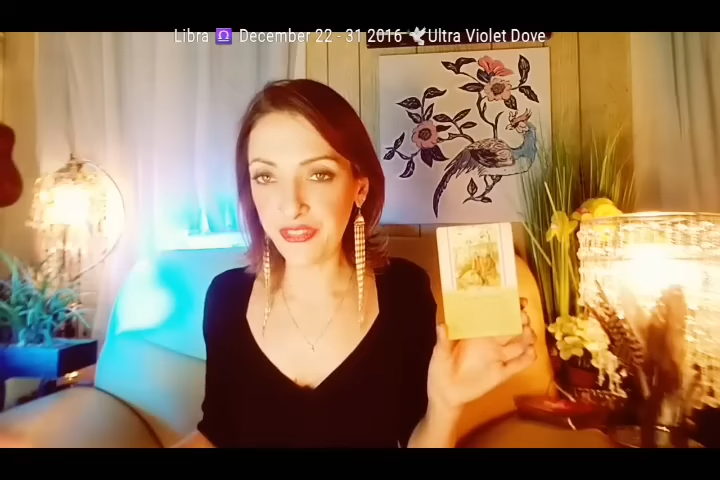 Libra ♎ December 22 - 31 2016 🕊Ultra Violet Dove